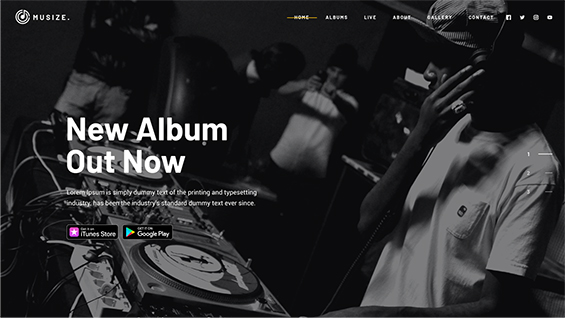 MUSIZE.
HOME ALBUMS LIVE ABOUT GALLERY CONTACT
New Album
Out Now
Lorem Ipsum is simply dummy text of the printing and typesetting
industry, has been the industry's standard dummy text ever since.
Get it on
iTunes Store
GET IT ON
Google Play
1
2
3